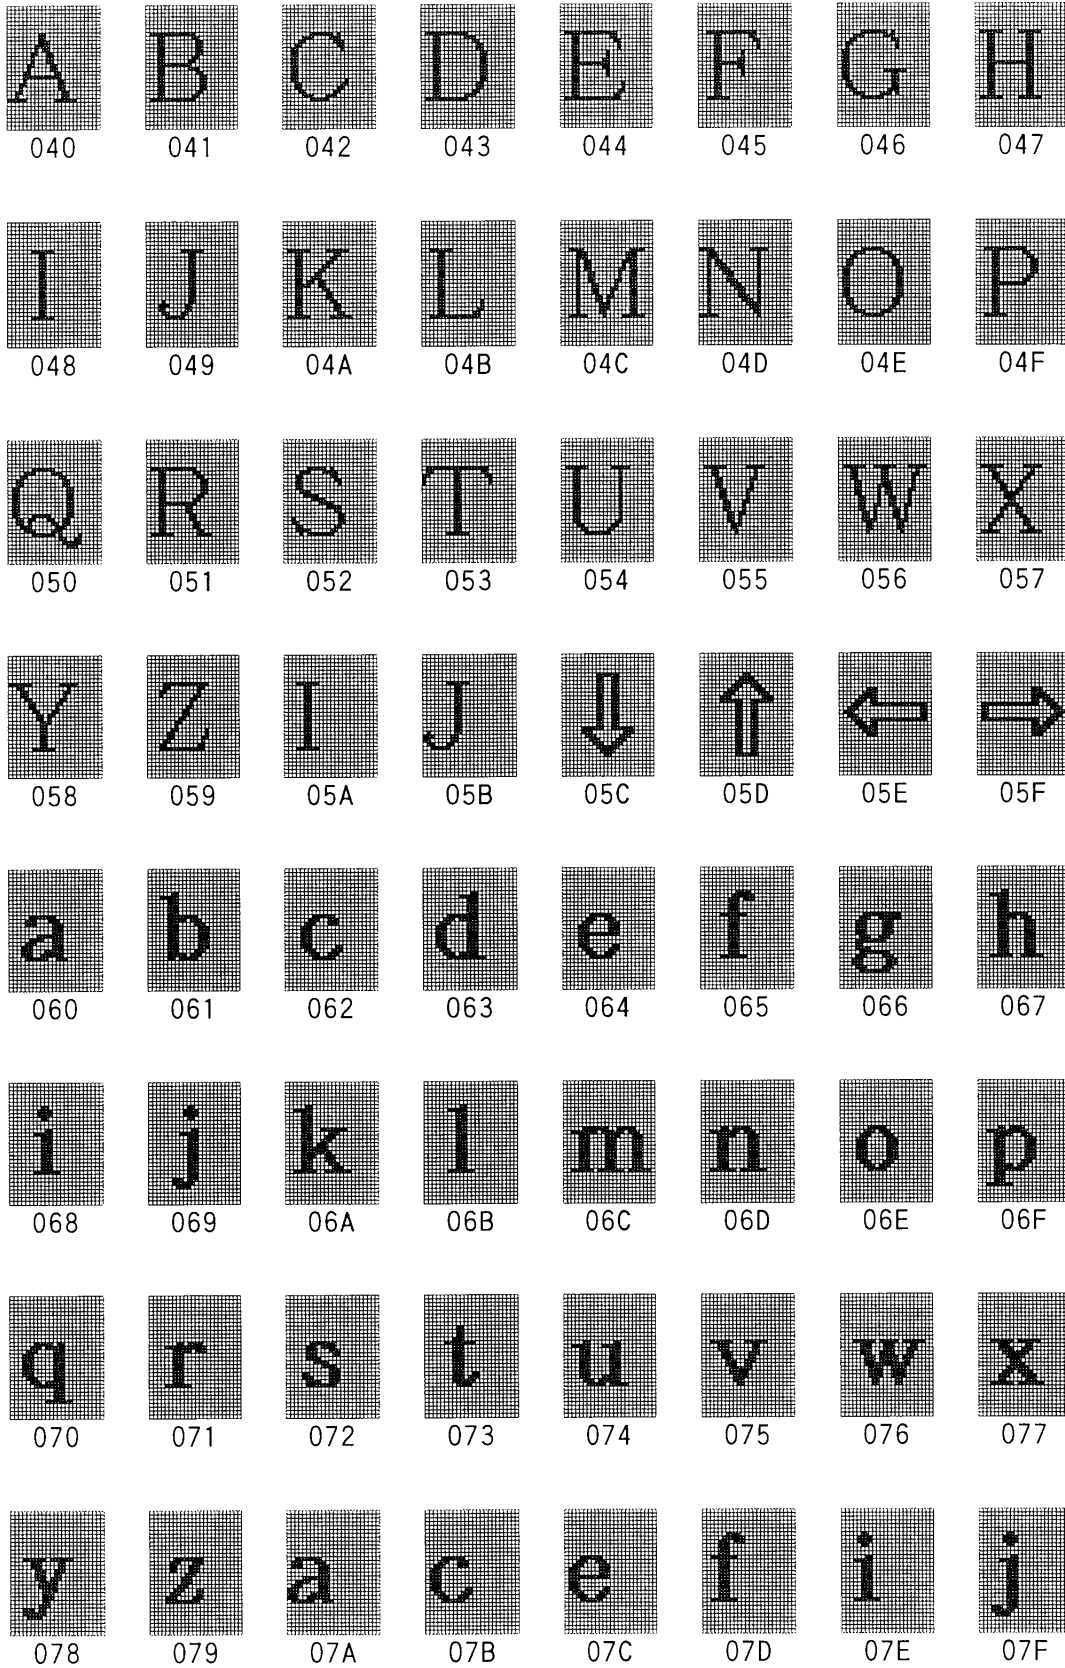 A B C D E F G H
040 041 042 043 044 045 046 047
I J K L M N O P
048 049 04A 04B 04C 04D 04E 04F
Q R S T U V W X
050 051 052 053 054 055 056 057
Y Z I J ⇩ ⇧ ⇦ ⇨
058 059 05A 05B 05C 05D 05E 05F
a b c d e f g h
060 061 062 063 064 065 066 067
i j k l m n o p
068 069 06A 06B 06C 06D 06E 06F
q r s t u v w x
070 071 072 073 074 075 076 077
y z a c e f i j
078 079 07A 07B 07C 07D 07E 07F